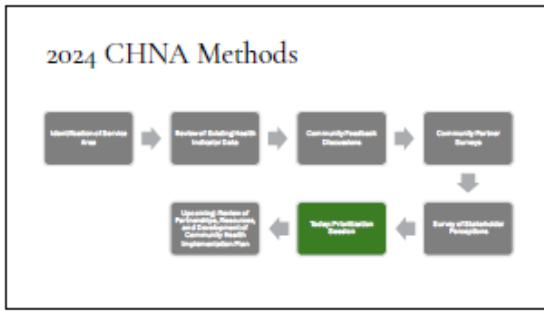 2024 CHNA Methods
Identification of Service
Area
Review of Existing Health
Indicator Data
Community Feedback
Discussions
Community Partner
Surveys
Survey of Stakeholder
Perceptions
Today: Prioritization
Session
Upcoming: Review of
Partnerships, Resources,
and Development of
Community Health
Implementation Plan